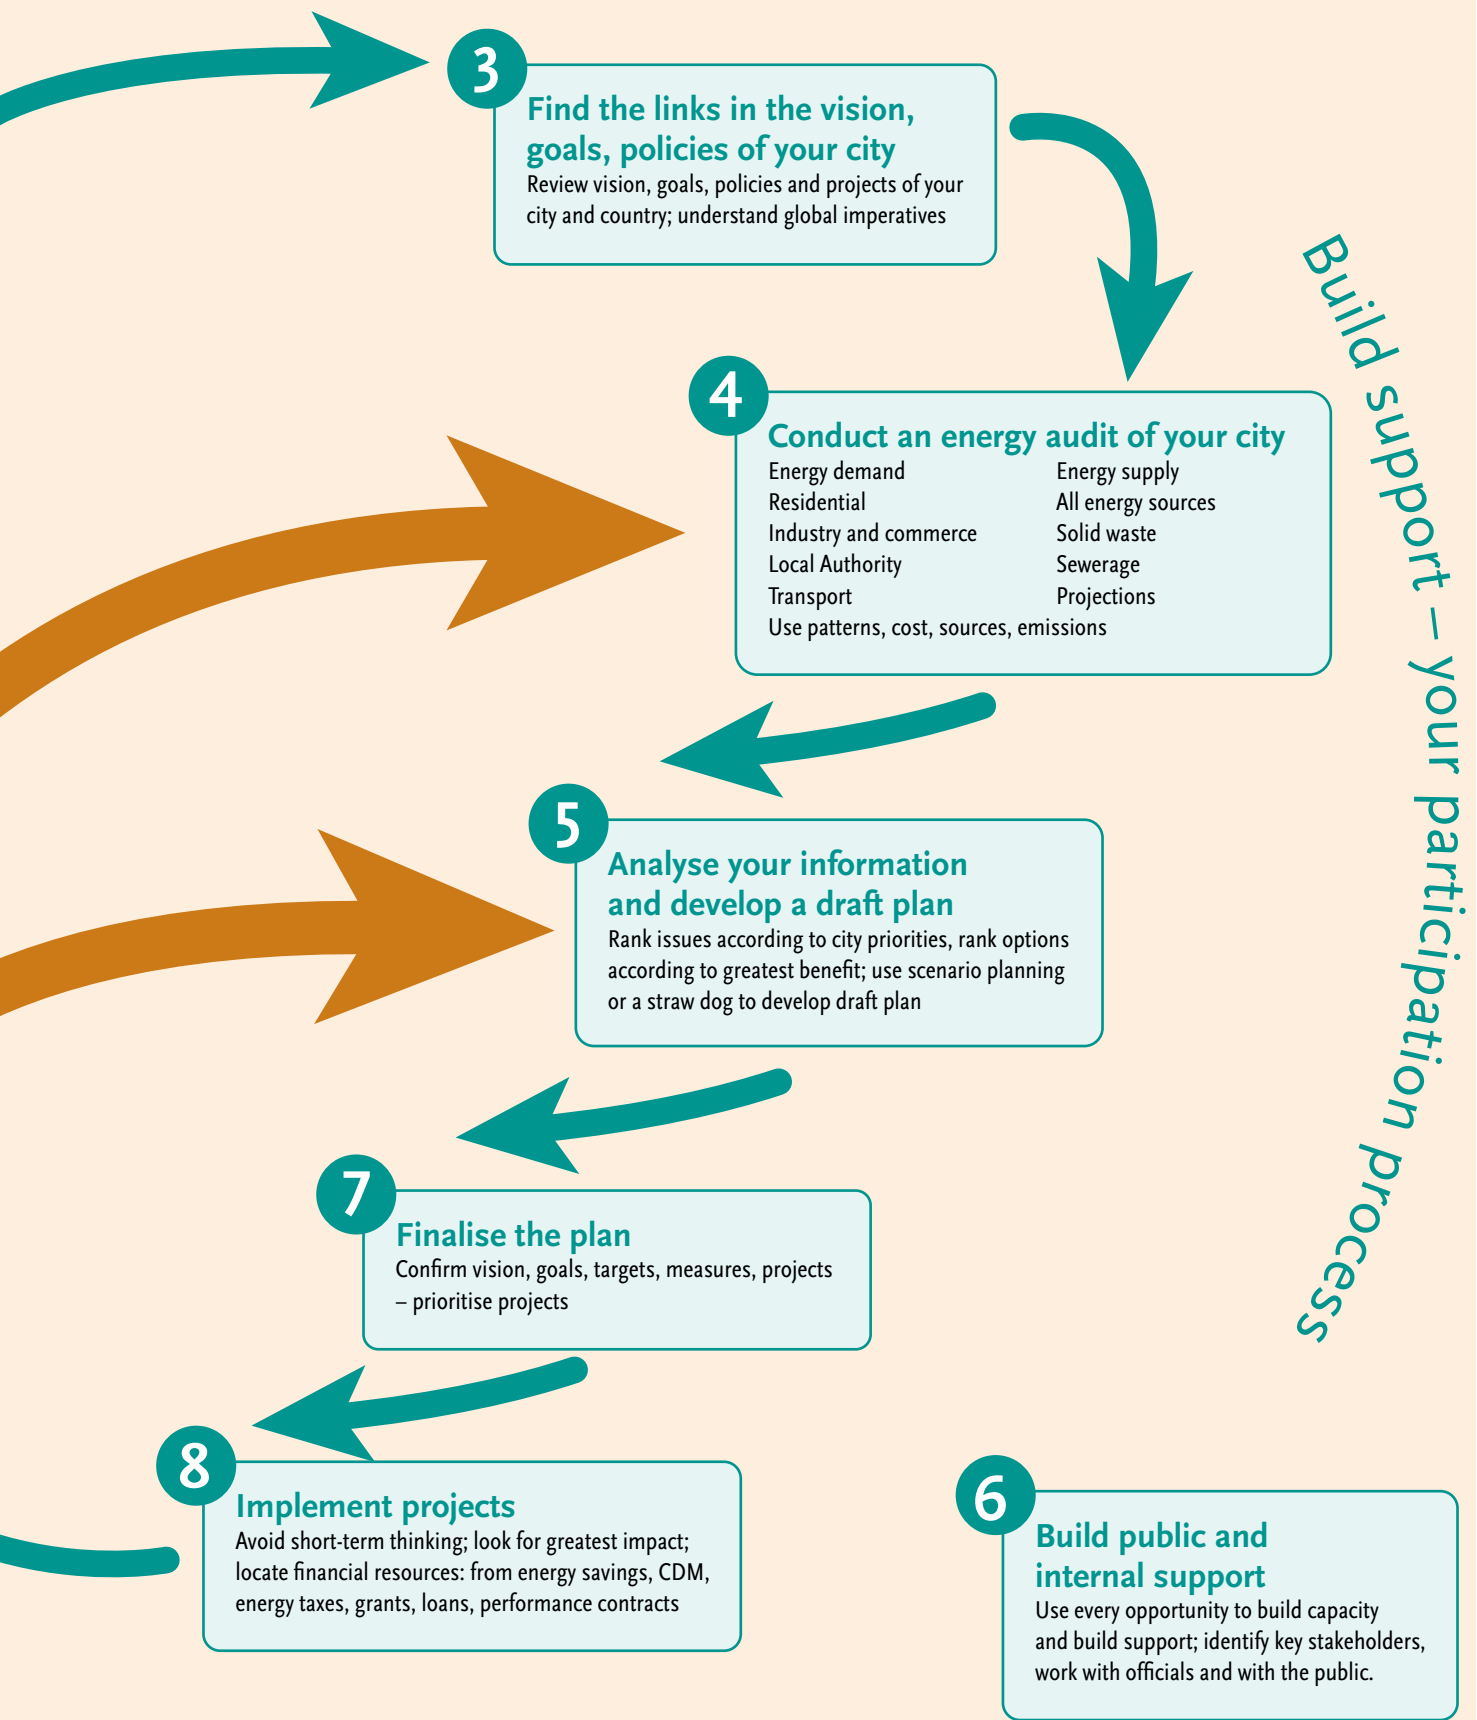 3
Find the links in the vision,
goals, policies of your city
Review vision, goals, policies and projects of your
city and country; understand global imperatives
4
Conduct an energy audit of your city
Energy demand
Residential
Industry and commerce
Local Authority
Transport
Energy supply
All energy sources
Solid waste
Sewerage
Projections
Use patterns, cost, sources, emissions
Build support – your participation process
5
Analyse your information
and develop a draft plan
Rank issues according to city priorities, rank options
according to greatest benefit; use scenario planning
or a straw dog to develop draft plan
7
Finalise the plan
Confirm vision, goals, targets, measures, projects
– prioritise projects
8
Implement projects
Avoid short-term thinking; look for greatest impact;
locate financial resources: from energy savings, CDM,
energy taxes, grants, loans, performance contracts
6
Build public and
internal support
Use every opportunity to build capacity
and build support; identify key stakeholders,
work with officials and with the public.